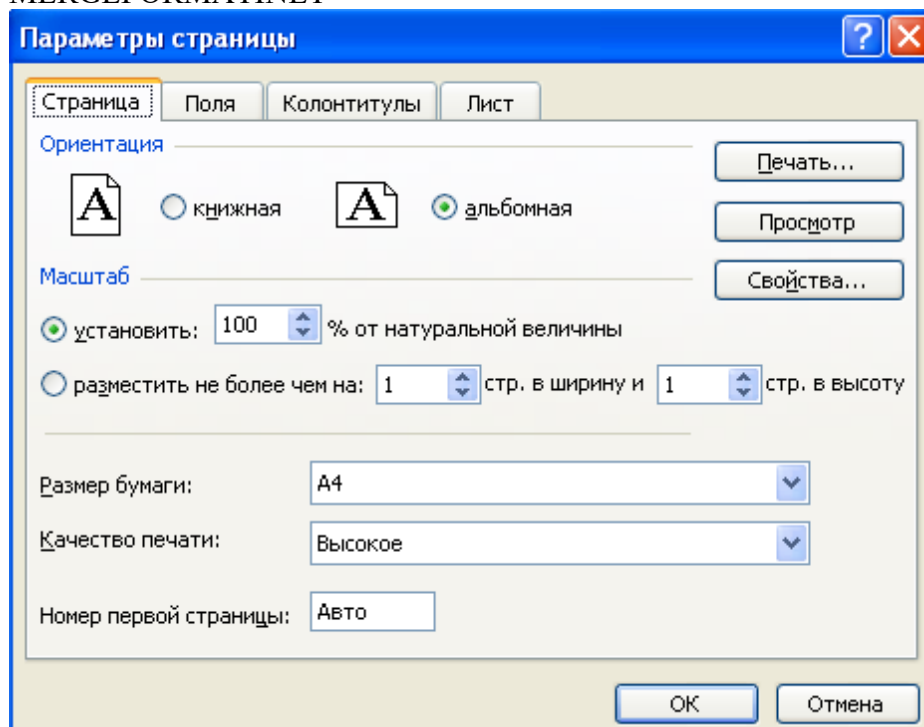 MERGEFORMATINET
Параметры страницы
Страница Поля Колонтитулы Лист
Ориентация
Печать...
A книжная A альбомная
Просмотр
Масштаб
Свойства...
установить: 100 % от натуральной величины
разместить не более чем на: 1 стр. в ширину и 1 стр. в высоту
Размер бумаги: A4
Качество печати: Высокое
Номер первой страницы: Авто
ОК Отмена